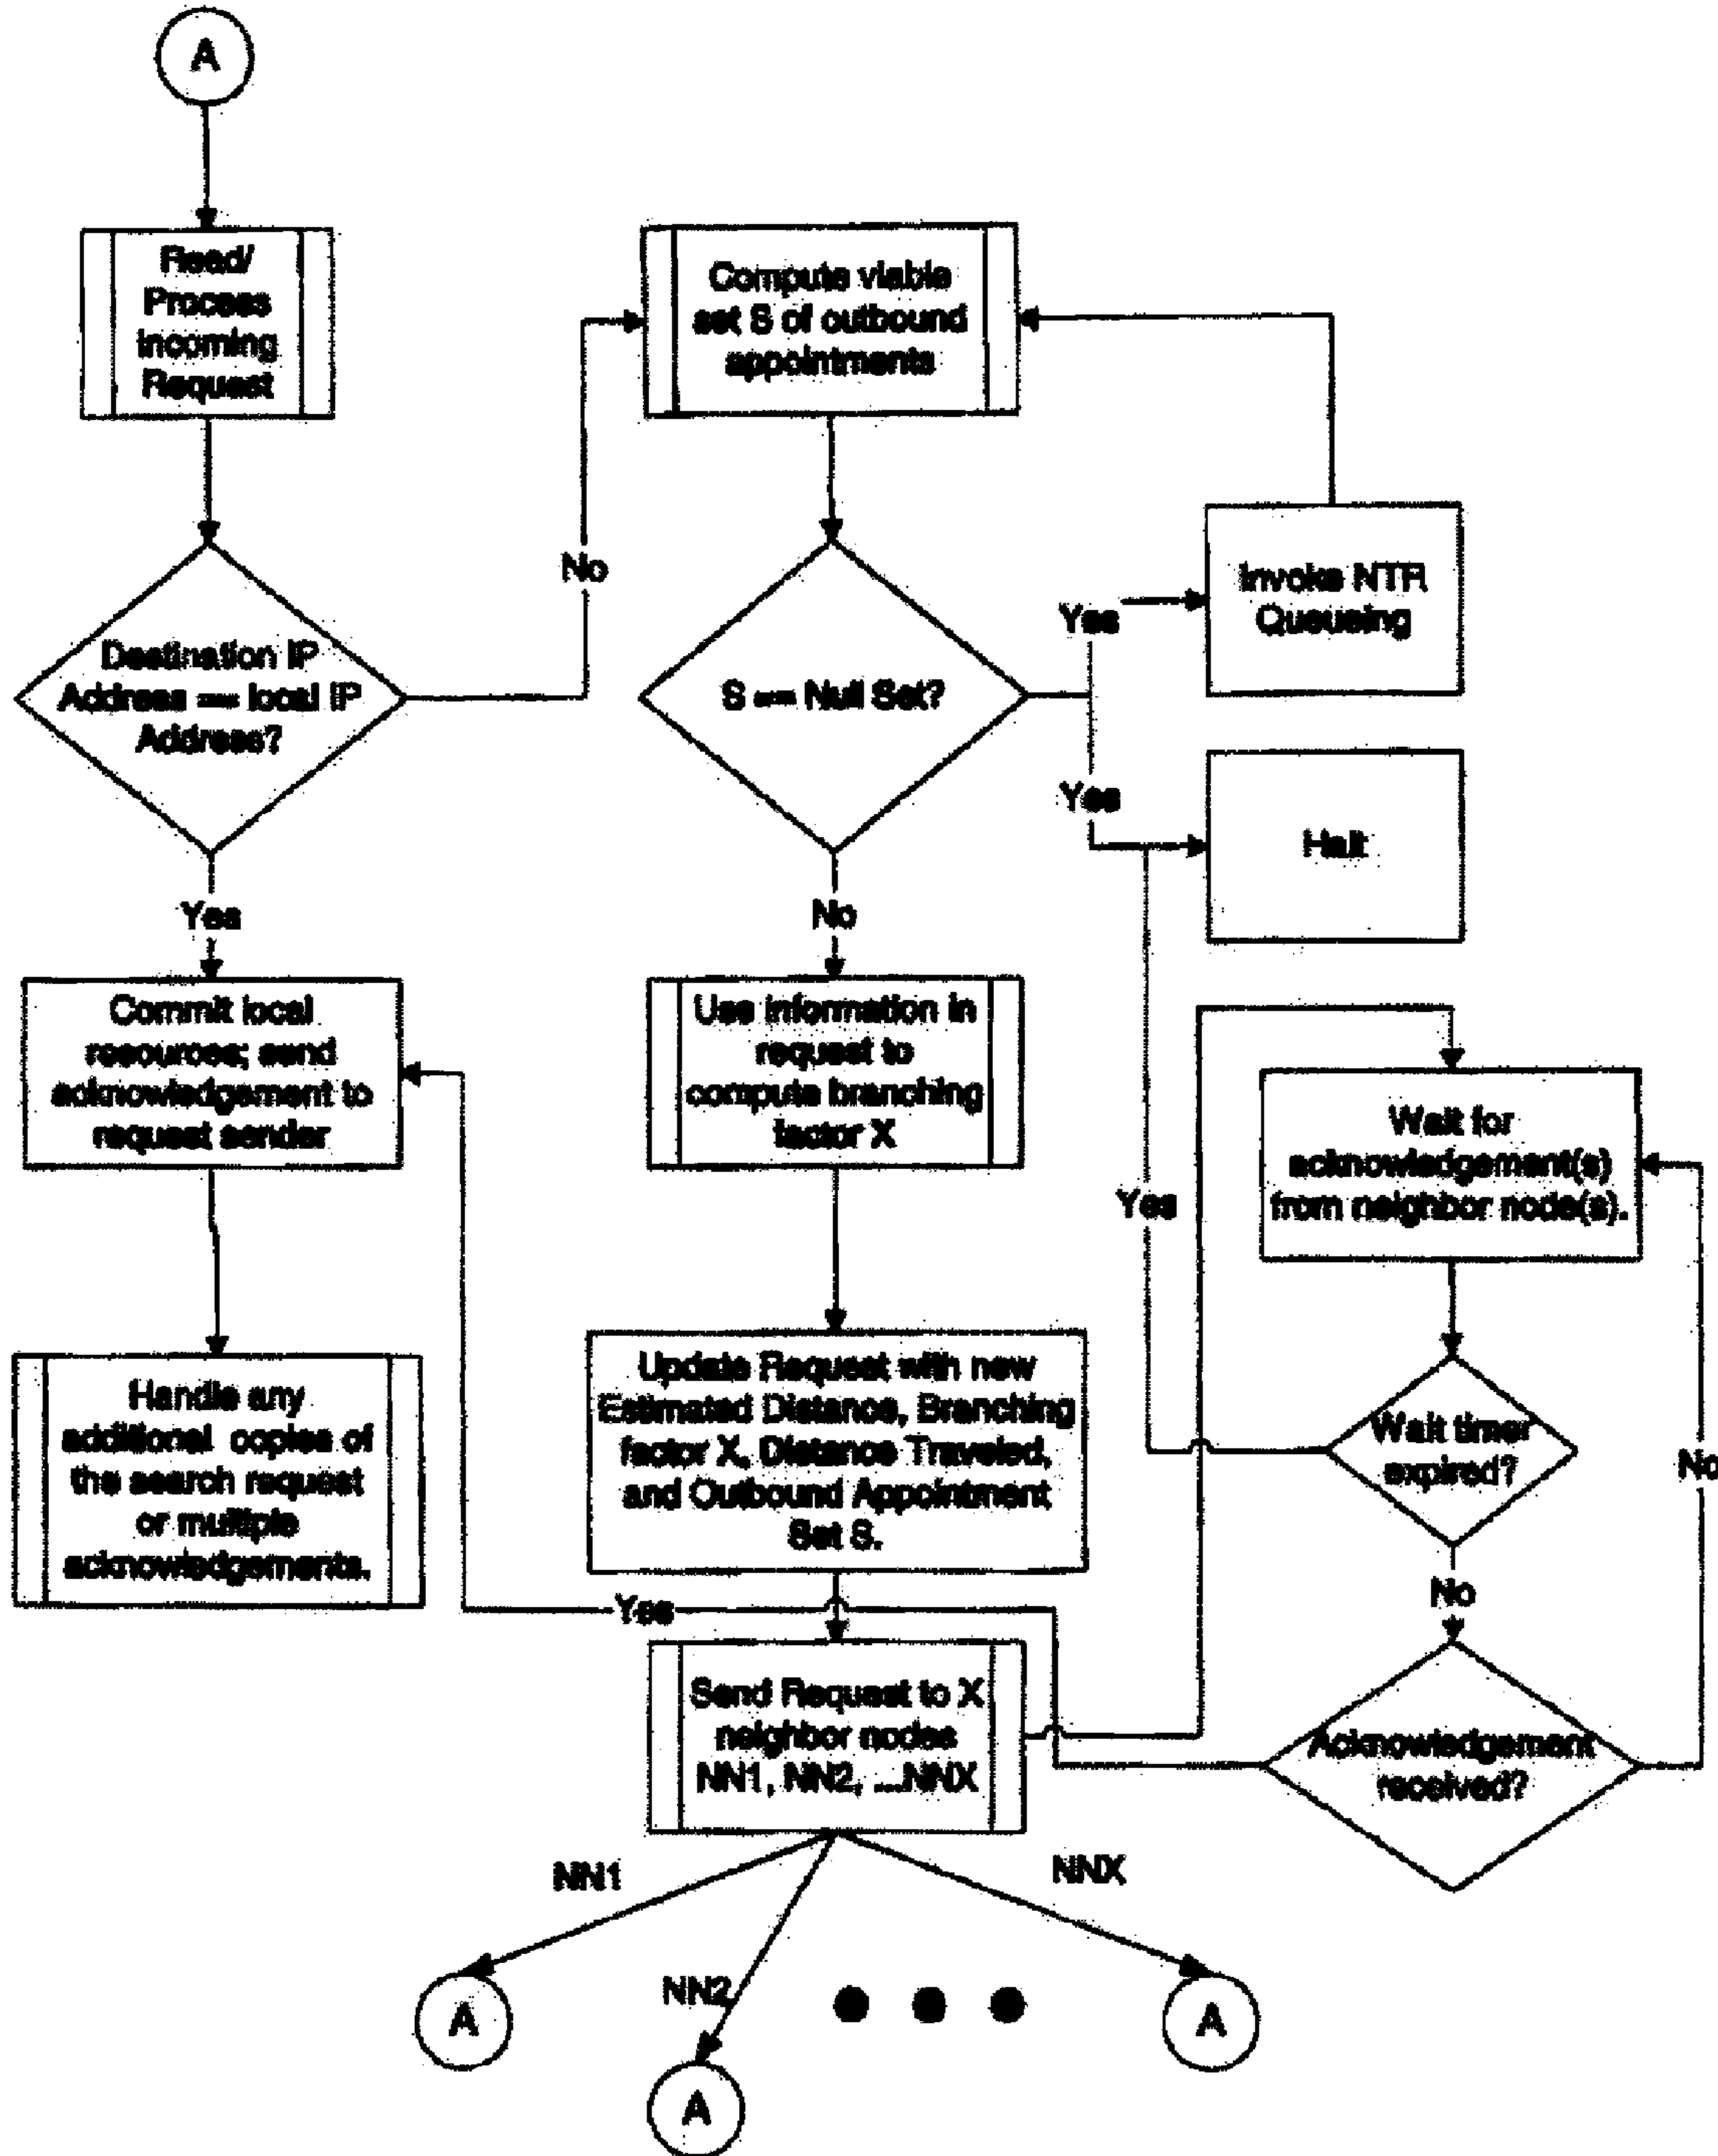 A
Read/
Process
Incoming
Request
Compute viable
set S of outbound
appointments
No
Invoke NTR
Queueing
Yes
Destination IP
Address == local IP
Address?
S == Null Set?
Yes
Halt
Yes
No
Commit local
resources; send
acknowledgement to
request sender
Use information in
request to
compute branching
factor X
Wait for
acknowledgement(s)
from neighbor node(s).
Yes
Handle any
additional copies of
the search request
or multiple
acknowledgements.
Update Request with new
Estimated Distance, Branching
factor X, Distance Traveled,
and Outbound Appointment
Set S.
Wait timer
expired?
No
No
Yes
Send Request to X
neighbor nodes
NN1, NN2, ....NNX
Acknowledgement
received?
NN1
NNX
NN2
A
A
A